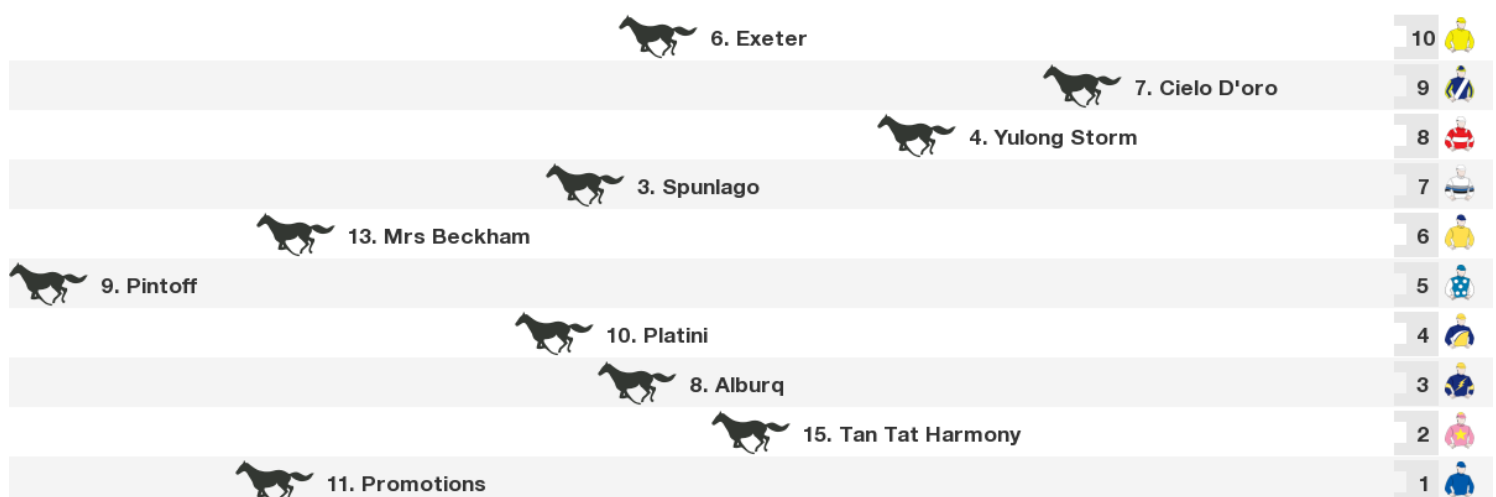 6. Exeter 10
7. Cielo D'oro 9
4. Yulong Storm 8
3. Spunlago 7
13. Mrs Beckham 6
9. Pintoff 5
10. Platini 4
8. Alburq 3
15. Tan Tat Harmony 2
11. Promotions 1